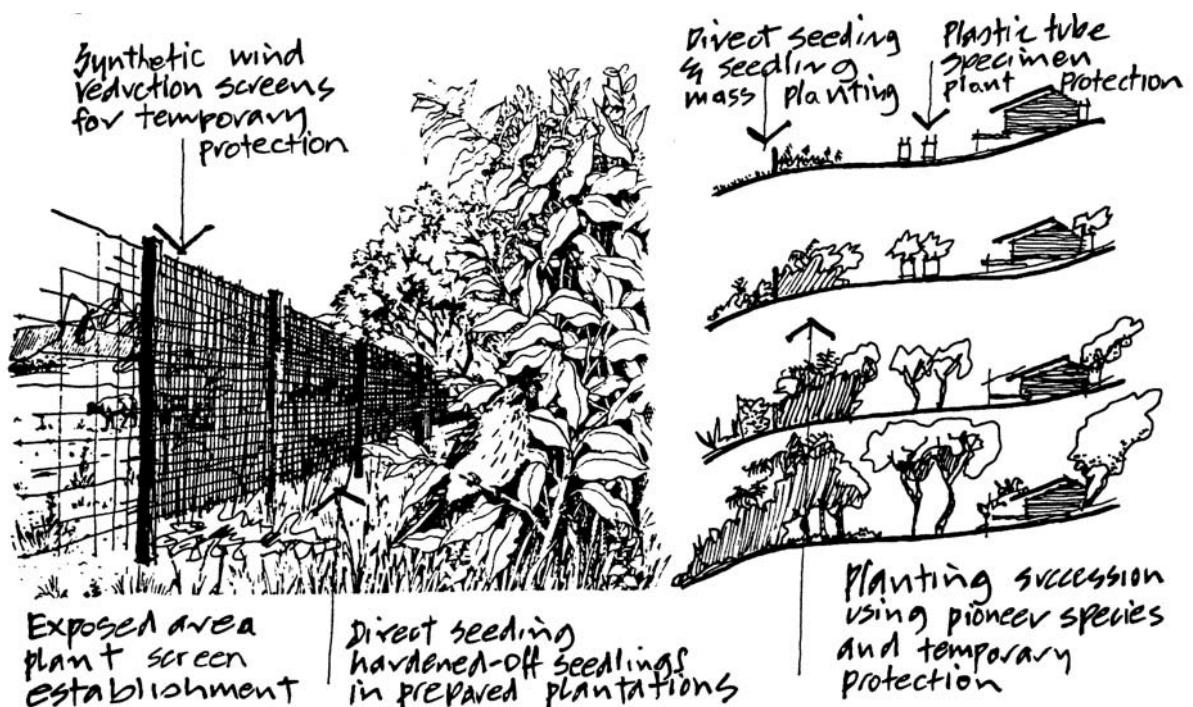 Synthetic wind
reduction screens
for temporary
protection
Direct seeding
& seedling
mass planting
Plastic tube
specimen
plant protection
Exposed area
plant screen
establishment
Direct seeding
hardened-off seedlings
in prepared plantations
Planting succession
using pioneer species
and temporary
protection